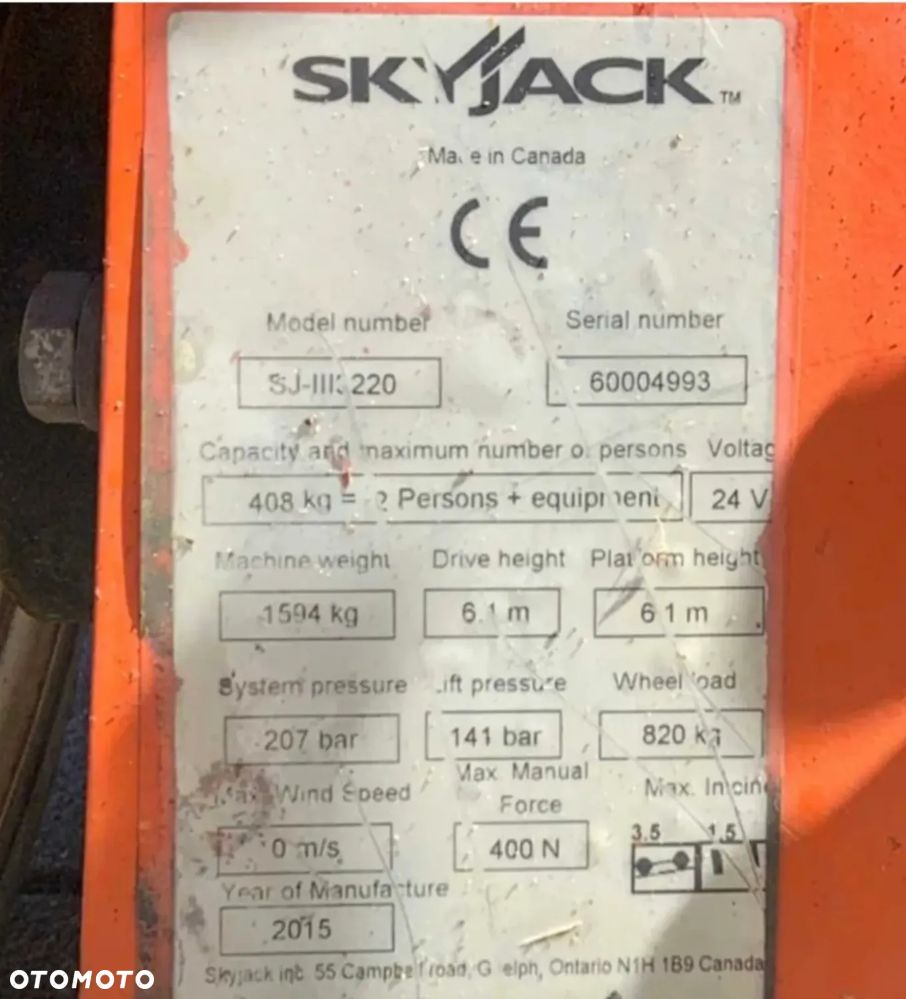 SKYJACK™
Made in Canada
CE
Model number Serial number
SJ-III3220 60004993
Capacity and maximum number of persons Voltag
408 kg = 2 Persons + equipment 24 V
Machine weight Drive height Platform height
1594 kg 6.1 m 6.1 m
System pressure Lift pressure Wheel load
207 bar 141 bar 820 kg
Max. Wind Speed Max. Manual Force Max. Inclin
3.5 1.5
0 m/s 400 N
Year of Manufacture
2015
Skyjack inc. 55 Campbell road, Guelph, Ontario N1H 1B9 Canada
OTOMOTO